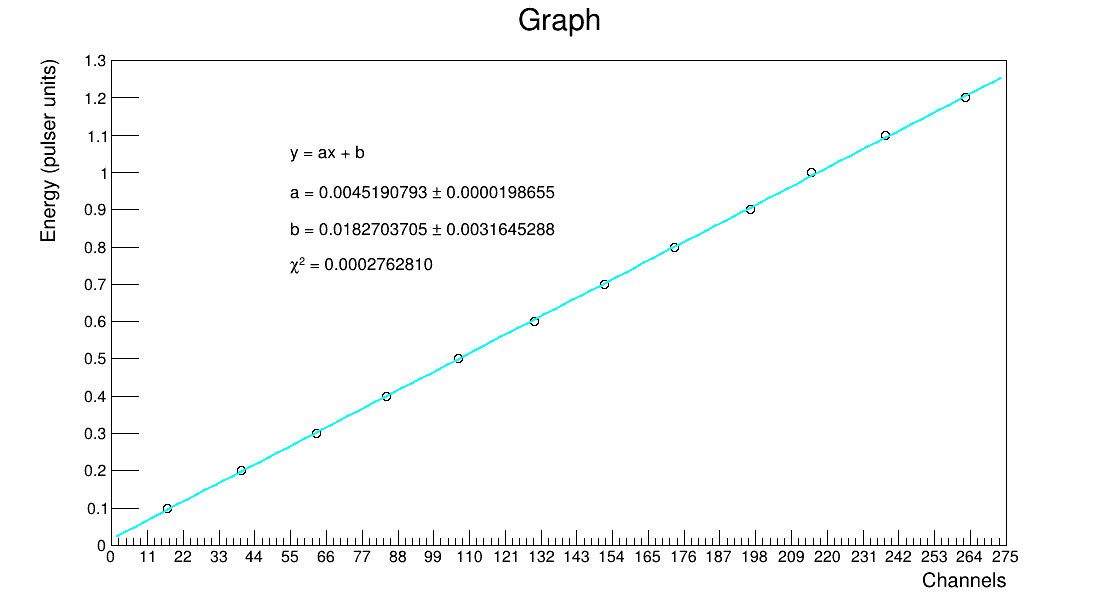 Graph
Energy (pulser units)
1.3
1.2
1.1
1
0.9
0.8
0.7
0.6
0.5
0.4
0.3
0.2
0.1
0
y = ax + b
a = 0.0045190793 ± 0.0000198655
b = 0.0182703705 ± 0.0031645288
χ² = 0.0002762810
0 11 22 33 44 55 66 77 88 99 110 121 132 143 154 165 176 187 198 209 220 231 242 253 264 275
Channels